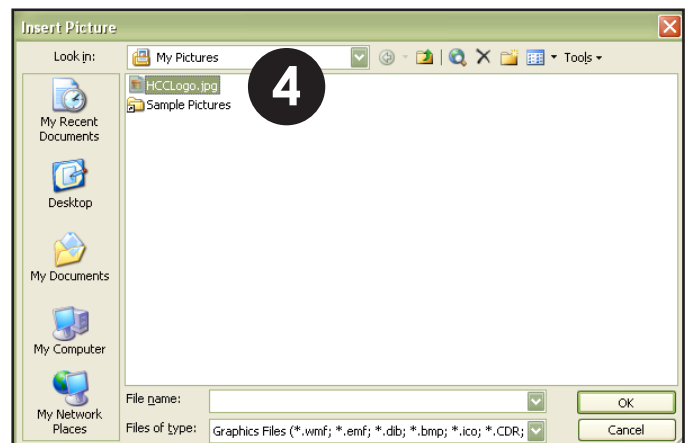 Insert Picture
Look in:
My Pictures
Tools
HCCLogo.jpg
Sample Pictures
4
My Recent
Documents
Desktop
My Documents
My Computer
My Network
Places
File name:
OK
Files of type:
Graphics Files (*.wmf; *.emf; *.dib; *.bmp; *.ico; *.CDR;
Cancel